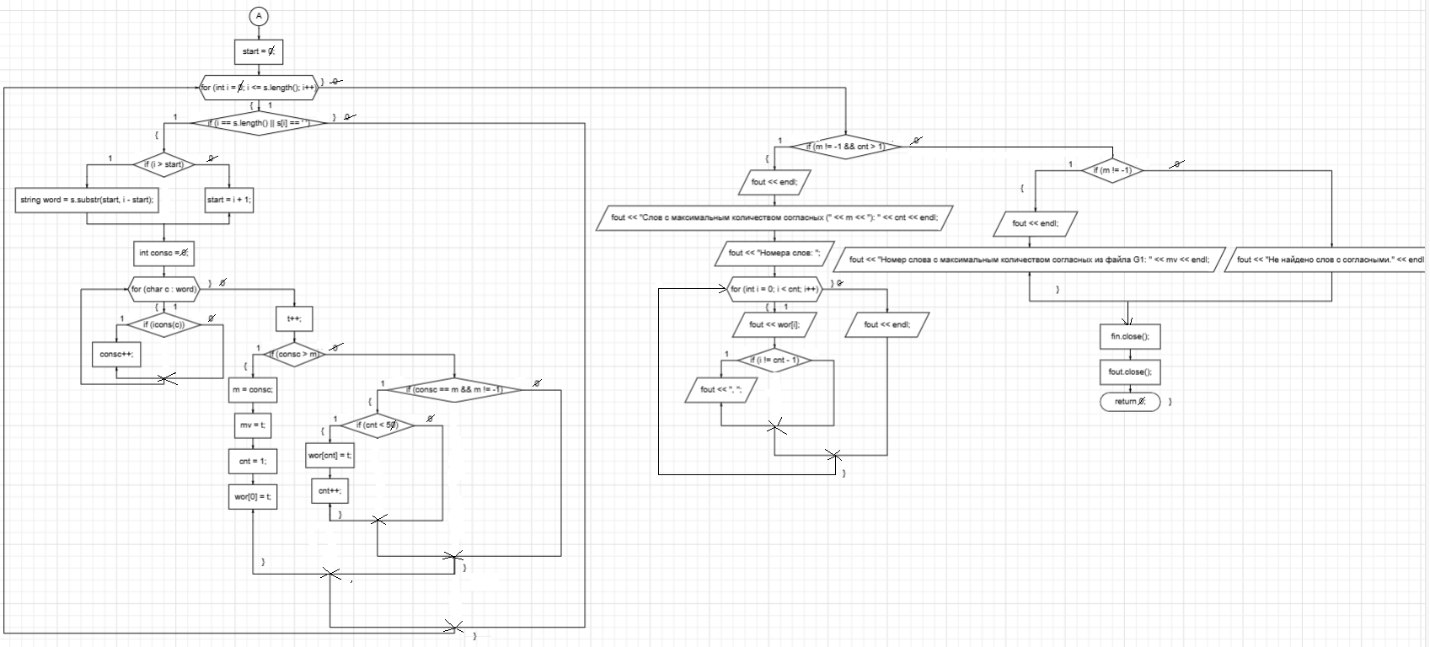 A
start = 0;
for (int i = 0; i <= s.length(); i++)
} 0
{ 1
if (i == s.length() || s[i] == ' ')
1
} 0
{
if (i > start)
1
0
string word = s.substr(start, i - start);
start = i + 1;
int consc = 0;
for (char c : word)
} 0
{ 1
if (icons(c))
1
0
consc++;
t++;
if (consc > m)
1
0
{
m = consc;
mv = t;
cnt = 1;
wor[0] = t;
}
if (consc == m && m != -1)
1
0
{
if (cnt < 50)
1
0
{
wor[cnt] = t;
cnt++;
}
}
}
if (m != -1 && cnt > 1)
1
0
{
fout << endl;
fout << "Слов с максимальным количеством согласных (" << m << "): " << cnt << endl;
fout << "Номера слов: ";
for (int i = 0; i < cnt; i++)
} 0
{ 1
fout << wor[i];
fout << endl;
if (i != cnt - 1)
1
fout << ", ";
}
if (m != -1)
1
0
{
fout << endl;
fout << "Номер слова с максимальным количеством согласных из файла G1: " << mv << endl;
fout << "Не найдено слов с согласными." << endl
}
fin.close();
fout.close();
return 0;
}